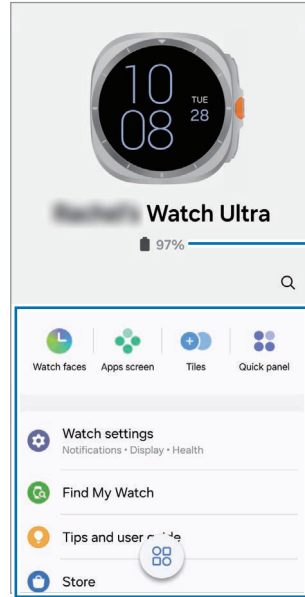 10
08
TUE
28
Watch Ultra
97%
Watch faces Apps screen Tiles Quick panel
Watch settings
Notifications • Display • Health
Find My Watch
Tips and user
Store